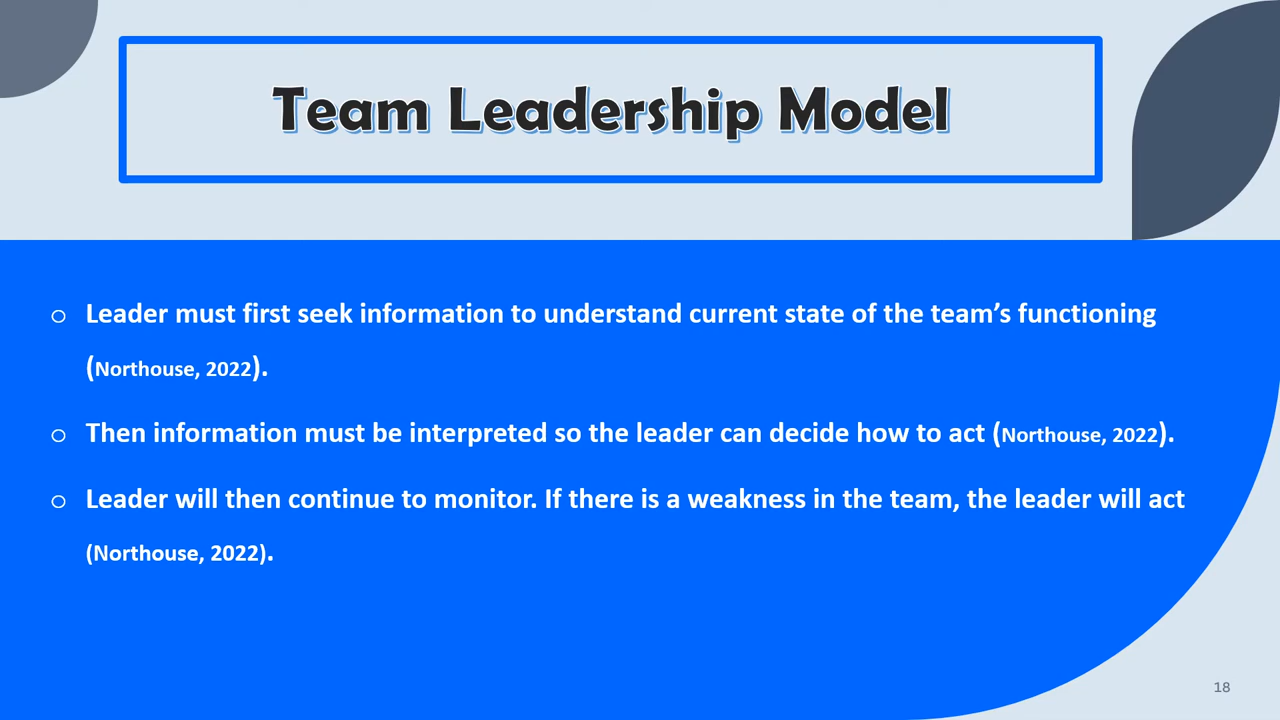 Team Leadership Model
o Leader must first seek information to understand current state of the team’s functioning
(Northouse, 2022).
o Then information must be interpreted so the leader can decide how to act (Northouse, 2022).
o Leader will then continue to monitor. If there is a weakness in the team, the leader will act
(Northouse, 2022).
18